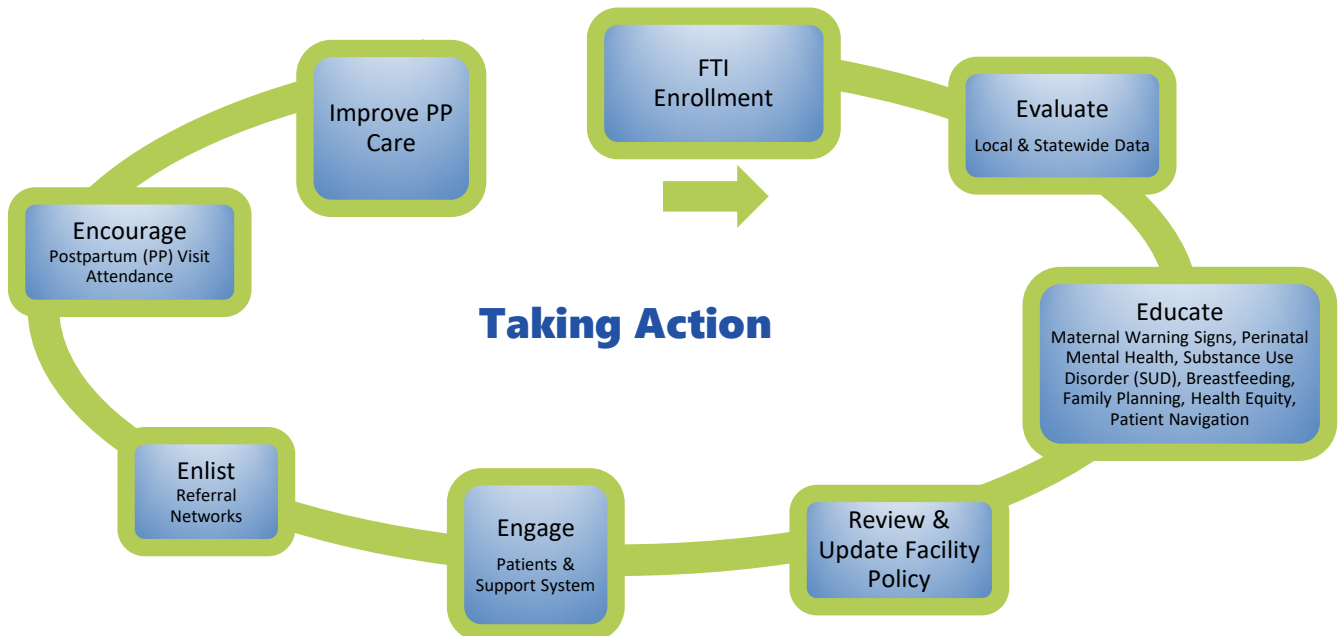 FTI
Enrollment
Evaluate
Local & Statewide Data
Educate
Maternal Warning Signs, Perinatal
Mental Health, Substance Use
Disorder (SUD), Breastfeeding,
Family Planning, Health Equity,
Patient Navigation
Review &
Update Facility
Policy
Engage
Patients &
Support System
Enlist
Referral
Networks
Encourage
Postpartum (PP) Visit
Attendance
Improve PP
Care
Taking Action